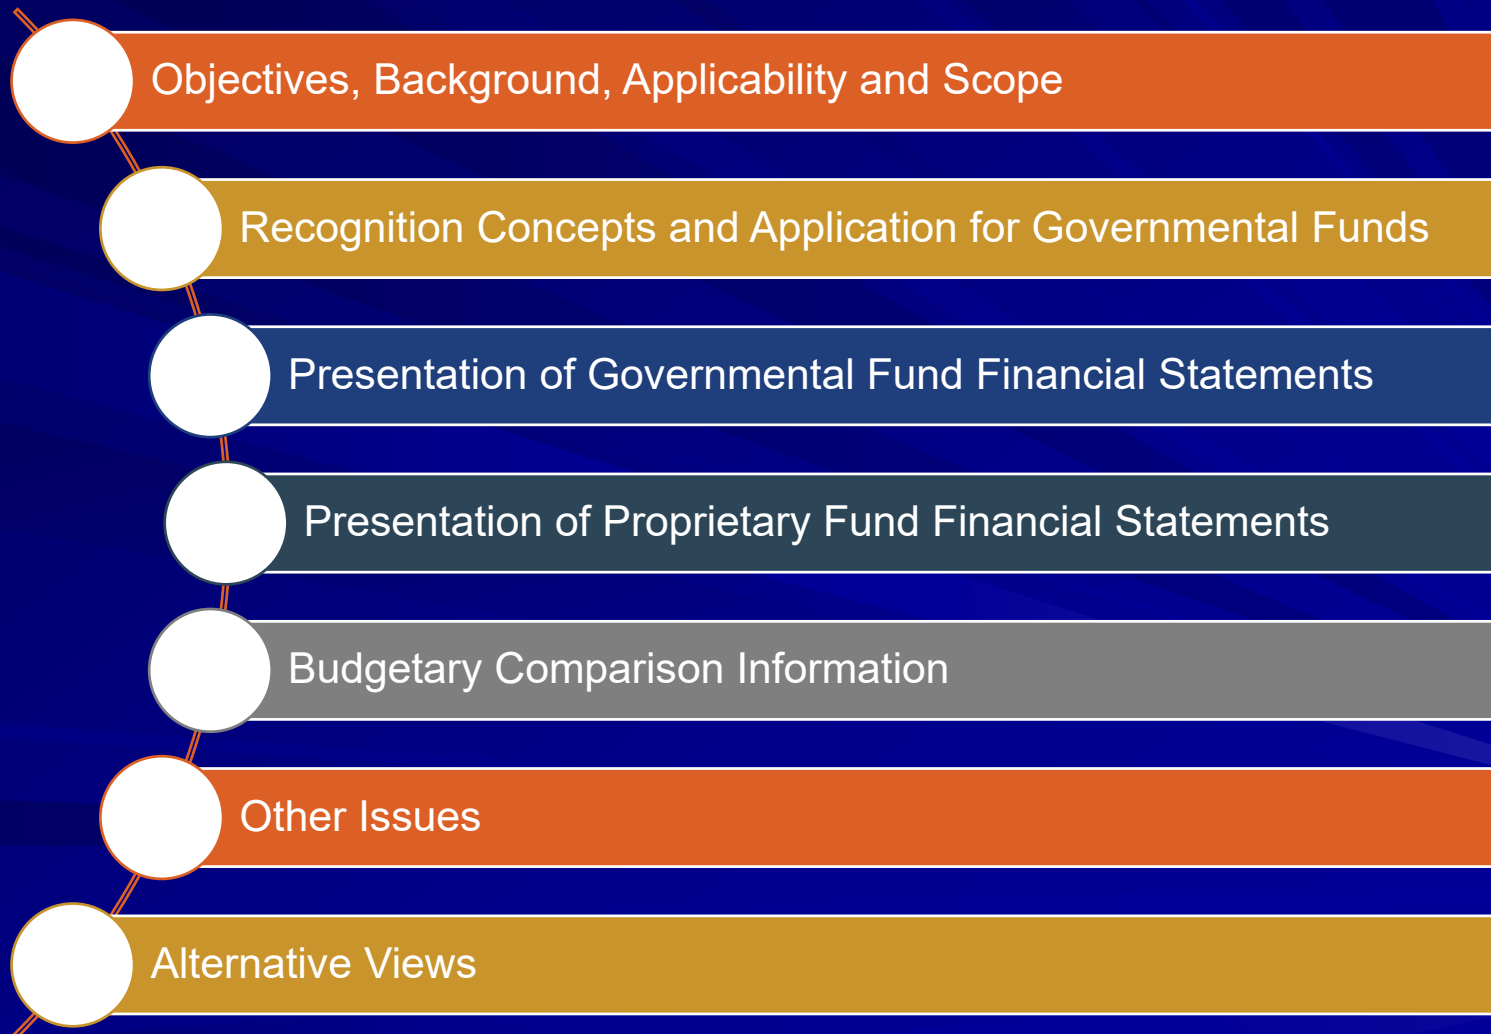 Objectives, Background, Applicability and Scope
Recognition Concepts and Application for Governmental Funds
Presentation of Governmental Fund Financial Statements
Presentation of Proprietary Fund Financial Statements
Budgetary Comparison Information
Other Issues
Alternative Views